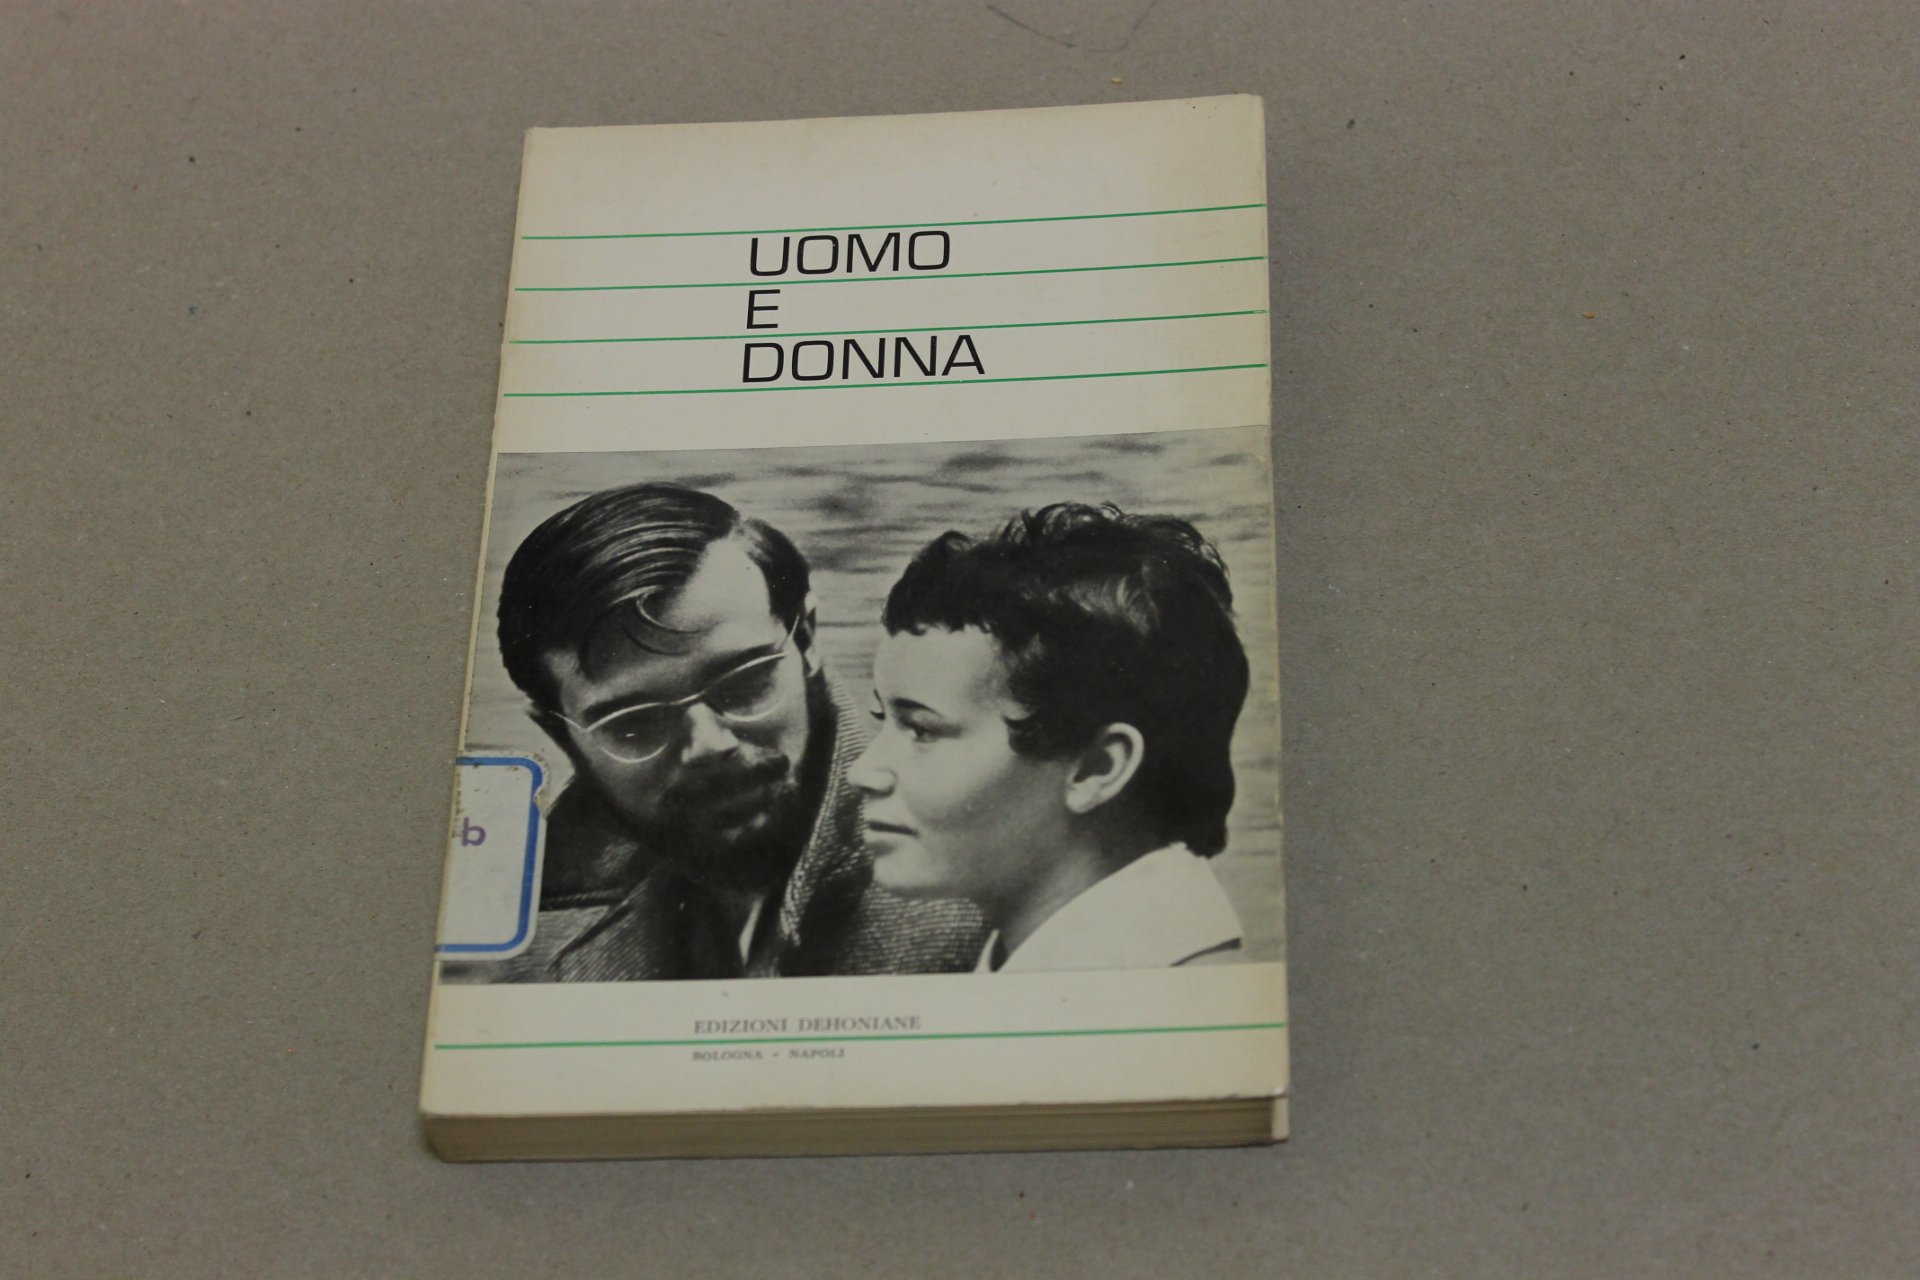 UOMO
E
DONNA
b
EDIZIONI DEHONIANE
BOLOGNA - NAPOLI